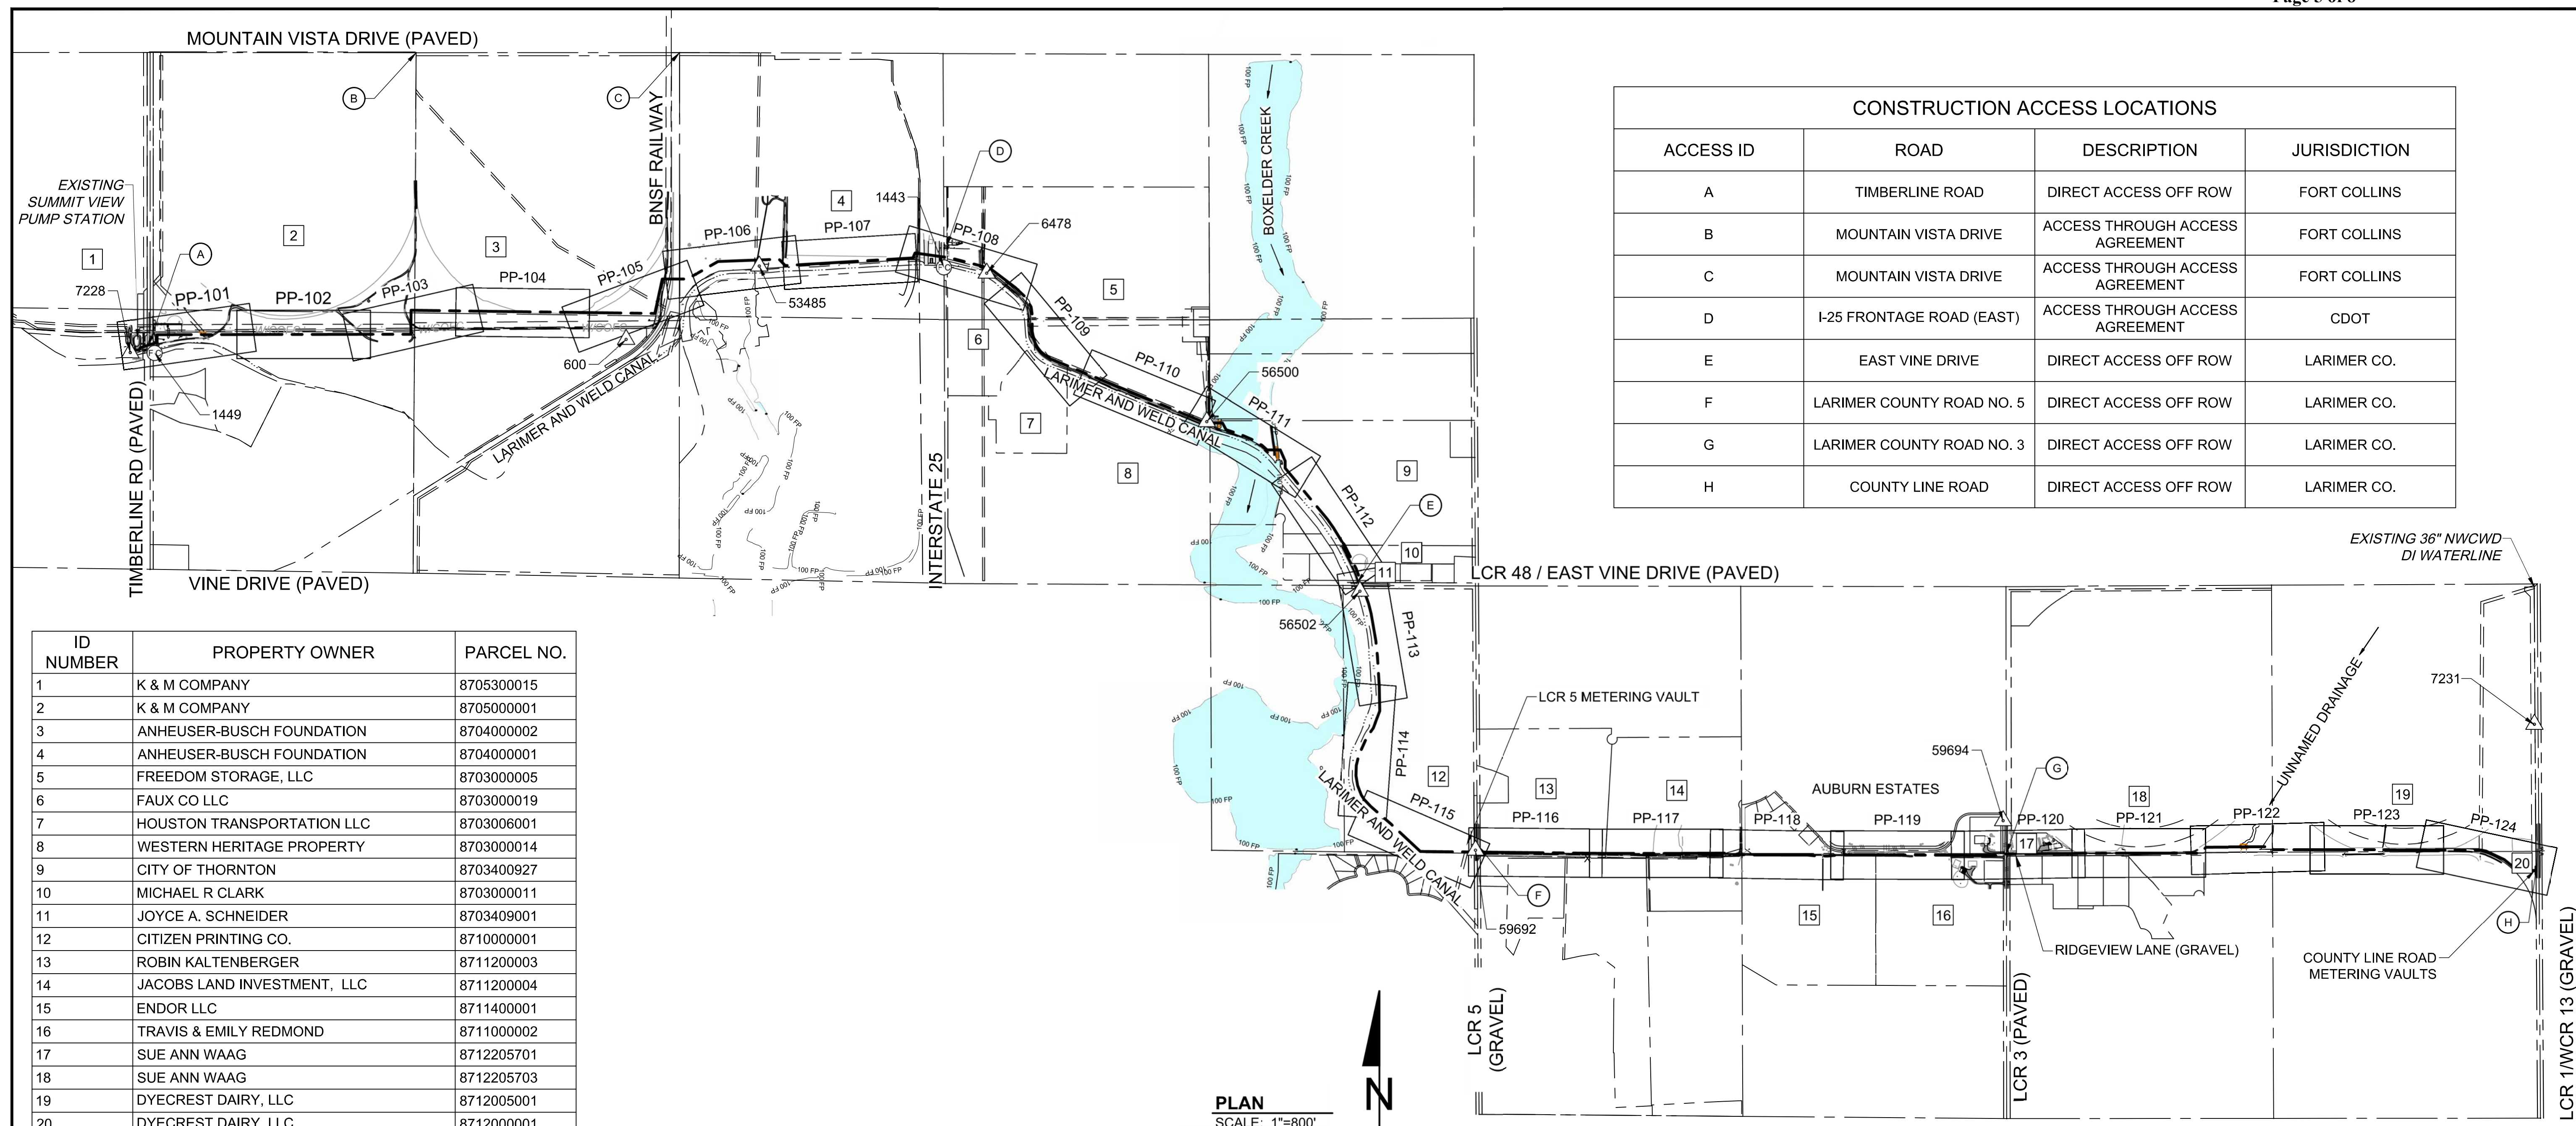 MOUNTAIN VISTA DRIVE (PAVED)
B
C
BNSF RAILWAY
EXISTING
SUMMIT VIEW
PUMP STATION
1
2
3
4
A
7228
PP-101
PP-102
PP-103
PP-104
PP-105
PP-106
PP-107
PP-108
1443
D
6478
53485
600
1449
LARIMER AND WELD CANAL
TIMBERLINE RD (PAVED)
VINE DRIVE (PAVED)
INTERSTATE 25
BOXELDER CREEK
100 FP
5
6
7
8
9
PP-109
PP-110
LARIMER AND WELD CANAL
56500
PP-111
PP-112
E
10
11
LCR 48 / EAST VINE DRIVE (PAVED)
56502
PP-113
PP-114
LARIMER AND WELD CANAL
PP-115
12
LCR 5 METERING VAULT
13
14
PP-116
PP-117
PP-118
PP-119
AUBURN ESTATES
59694
G
PP-120
17
18
PP-121
PP-122
UNNAMED DRAINAGE
19
PP-123
PP-124
20
7231
EXISTING 36" NWCWD
DI WATERLINE
F
59692
15
16
RIDGEVIEW LANE (GRAVEL)
H
COUNTY LINE ROAD
METERING VAULTS
LCR 5
(GRAVEL)
LCR 3 (PAVED)
LCR 1/WCR 13 (GRAVEL)
CONSTRUCTION ACCESS LOCATIONS
ACCESS ID ROAD DESCRIPTION JURISDICTION
A TIMBERLINE ROAD DIRECT ACCESS OFF ROW FORT COLLINS
B MOUNTAIN VISTA DRIVE ACCESS THROUGH ACCESS AGREEMENT FORT COLLINS
C MOUNTAIN VISTA DRIVE ACCESS THROUGH ACCESS AGREEMENT FORT COLLINS
D I-25 FRONTAGE ROAD (EAST) ACCESS THROUGH ACCESS AGREEMENT CDOT
E EAST VINE DRIVE DIRECT ACCESS OFF ROW LARIMER CO.
F LARIMER COUNTY ROAD NO. 5 DIRECT ACCESS OFF ROW LARIMER CO.
G LARIMER COUNTY ROAD NO. 3 DIRECT ACCESS OFF ROW LARIMER CO.
H COUNTY LINE ROAD DIRECT ACCESS OFF ROW LARIMER CO.
ID NUMBER PROPERTY OWNER PARCEL NO.
1 K & M COMPANY 8705300015
2 K & M COMPANY 8705000001
3 ANHEUSER-BUSCH FOUNDATION 8704000002
4 ANHEUSER-BUSCH FOUNDATION 8704000001
5 FREEDOM STORAGE, LLC 8703000005
6 FAUX CO LLC 8703000019
7 HOUSTON TRANSPORTATION LLC 8703006001
8 WESTERN HERITAGE PROPERTY 8703000014
9 CITY OF THORNTON 8703400927
10 MICHAEL R CLARK 8703000011
11 JOYCE A. SCHNEIDER 8703409001
12 CITIZEN PRINTING CO. 8710000001
13 ROBIN KALTENBERGER 8711200003
14 JACOBS LAND INVESTMENT, LLC 8711200004
15 ENDOR LLC 8711400001
16 TRAVIS & EMILY REDMOND 8711000002
17 SUE ANN WAAG 8712205701
18 SUE ANN WAAG 8712205703
19 DYECREST DAIRY, LLC 8712005001
20 DYECREST DAIRY, LLC 8712000001
PLAN
SCALE: 1"=800'
N